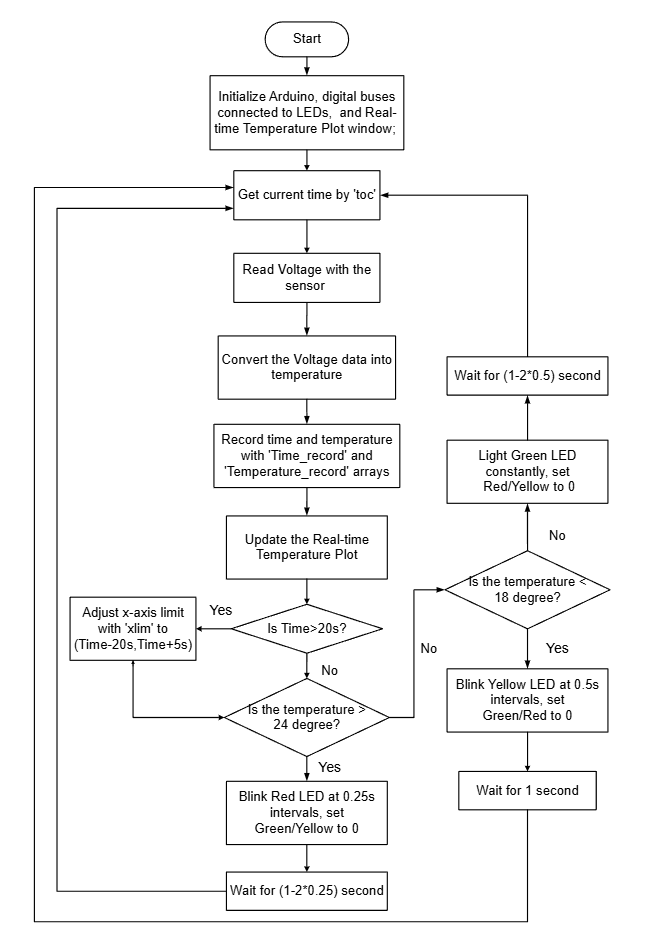 Start
Initialize Arduino, digital buses
connected to LEDs,  and Real-
time Temperature Plot window;
Get current time by 'toc'
Read Voltage with the
sensor
Convert the Voltage data into
temperature
Record time and temperature
with 'Time_record' and
'Temperature_record' arrays
Update the Real-time
Temperature Plot
Is Time>20s?
Yes
Adjust x-axis limit
with 'xlim' to
(Time-20s,Time+5s)
No
Is the temperature >
24 degree?
Yes
Blink Red LED at 0.25s
intervals, set
Green/Yellow to 0
Wait for (1-2*0.25) second
No
Is the temperature <
18 degree?
No
Light Green LED
constantly, set
Red/Yellow to 0
Wait for (1-2*0.5) second
Yes
Blink Yellow LED at 0.5s
intervals, set
Green/Red to 0
Wait for 1 second